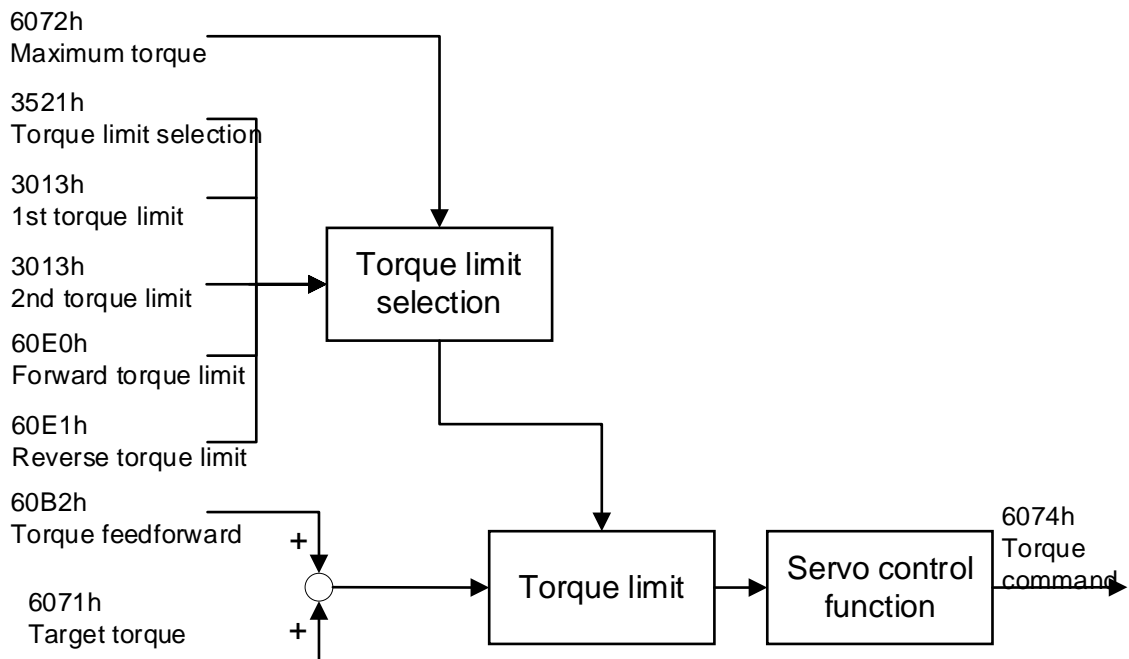 6072h
Maximum torque
3521h
Torque limit selection
3013h
1st torque limit
3013h
2nd torque limit
60E0h
Forward torque limit
60E1h
Reverse torque limit
Torque limit
selection
60B2h
Torque feedforward
+
6071h
Target torque
+
Torque limit
Servo control
function
6074h
Torque
command